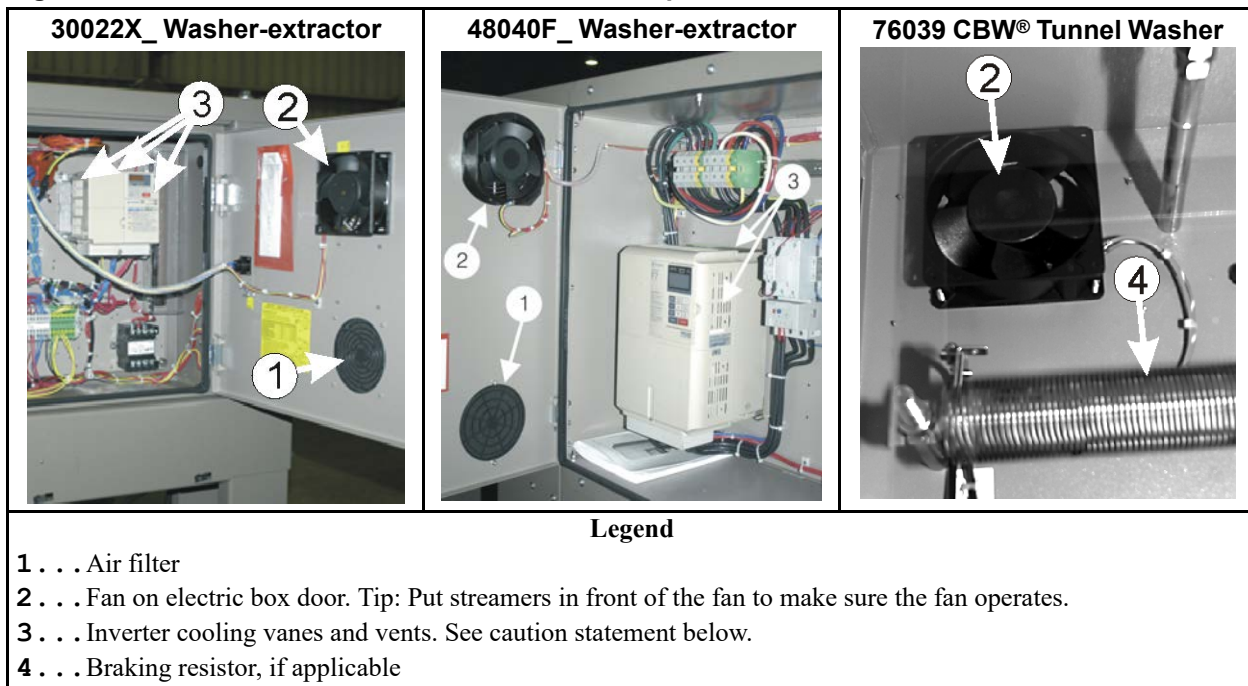 30022X_ Washer-extractor
48040F_ Washer-extractor
76039 CBW® Tunnel Washer
3
2
1
2
3
1
2
4
Legend
1...Air filter
2...Fan on electric box door. Tip: Put streamers in front of the fan to make sure the fan operates.
3...Inverter cooling vanes and vents. See caution statement below.
4...Braking resistor, if applicable